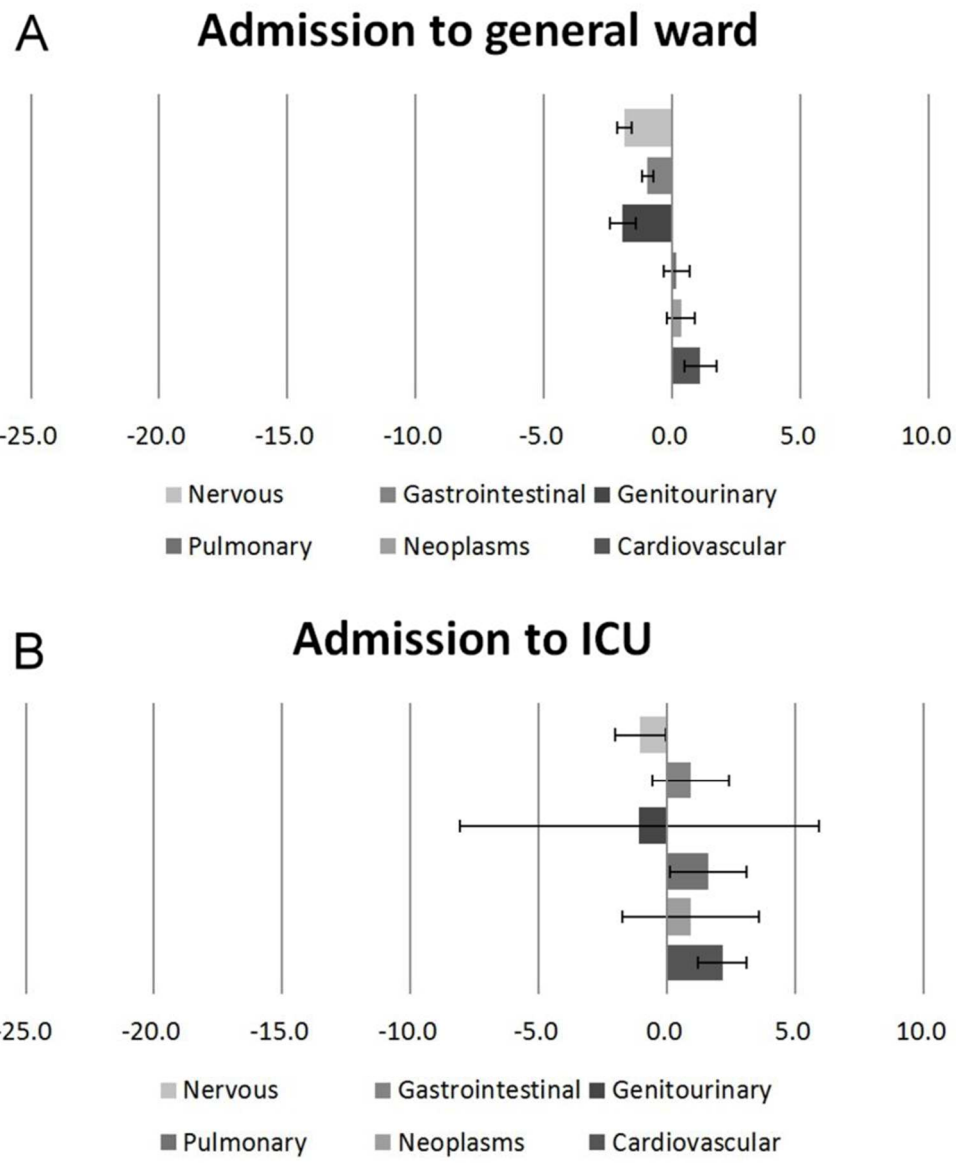 A
Admission to general ward
-25.0 -20.0 -15.0 -10.0 -5.0 0.0 5.0 10.0
Nervous Gastrointestinal Genitourinary
Pulmonary Neoplasms Cardiovascular
B
Admission to ICU
-25.0 -20.0 -15.0 -10.0 -5.0 0.0 5.0 10.0
Nervous Gastrointestinal Genitourinary
Pulmonary Neoplasms Cardiovascular